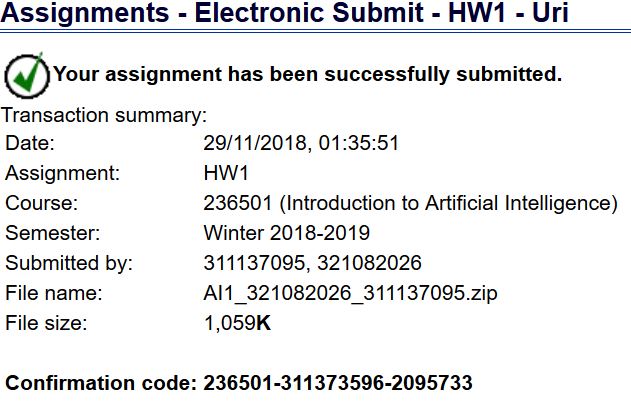 Assignments - Electronic Submit - HW1 - Uri
Your assignment has been successfully submitted.
Transaction summary:
Date: 29/11/2018, 01:35:51
Assignment: HW1
Course: 236501 (Introduction to Artificial Intelligence)
Semester: Winter 2018-2019
Submitted by: 311137095, 321082026
File name: AI1_321082026_311137095.zip
File size: 1,059K
Confirmation code: 236501-311373596-2095733